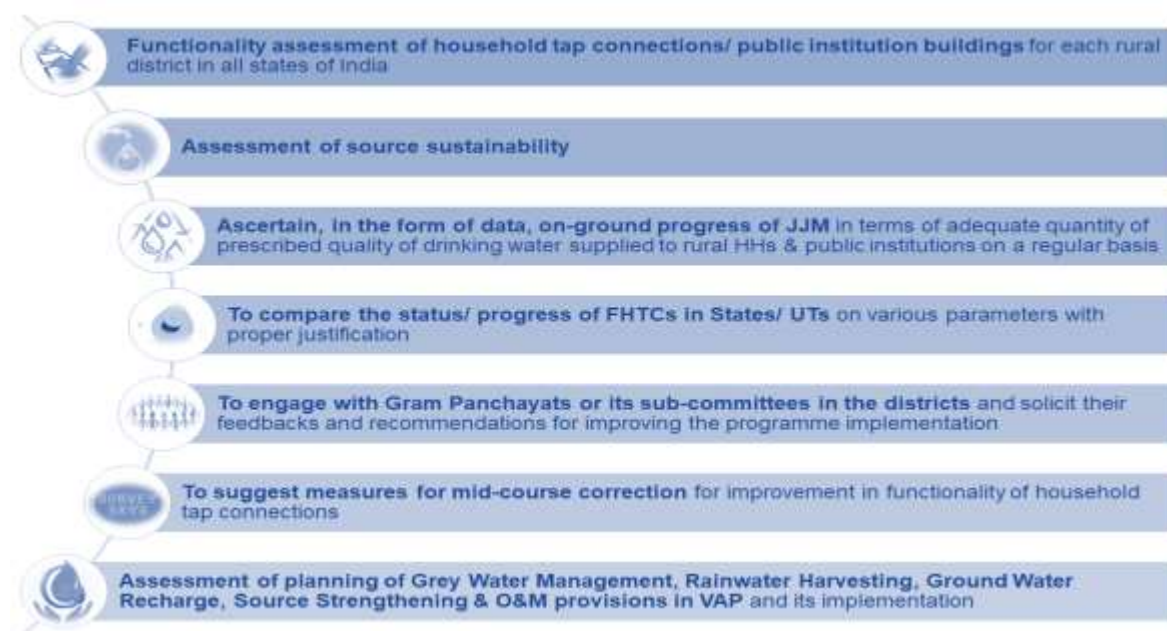 Functionality assessment of household tap connections/ public institution buildings for each rural
district in all states of India
Assessment of source sustainability
Ascertain, in the form of data, on-ground progress of JJM in terms of adequate quantity of
prescribed quality of drinking water supplied to rural HHs & public institutions on a regular basis
To compare the status/ progress of FHTCs in States/ UTs on various parameters with
proper justification
To engage with Gram Panchayats or its sub-committees in the districts and solicit their
feedbacks and recommendations for improving the programme implementation
To suggest measures for mid-course correction for improvement in functionality of household
tap connections
Assessment of planning of Grey Water Management, Rainwater Harvesting, Ground Water
Recharge, Source Strengthening & O&M provisions in VAP and its implementation